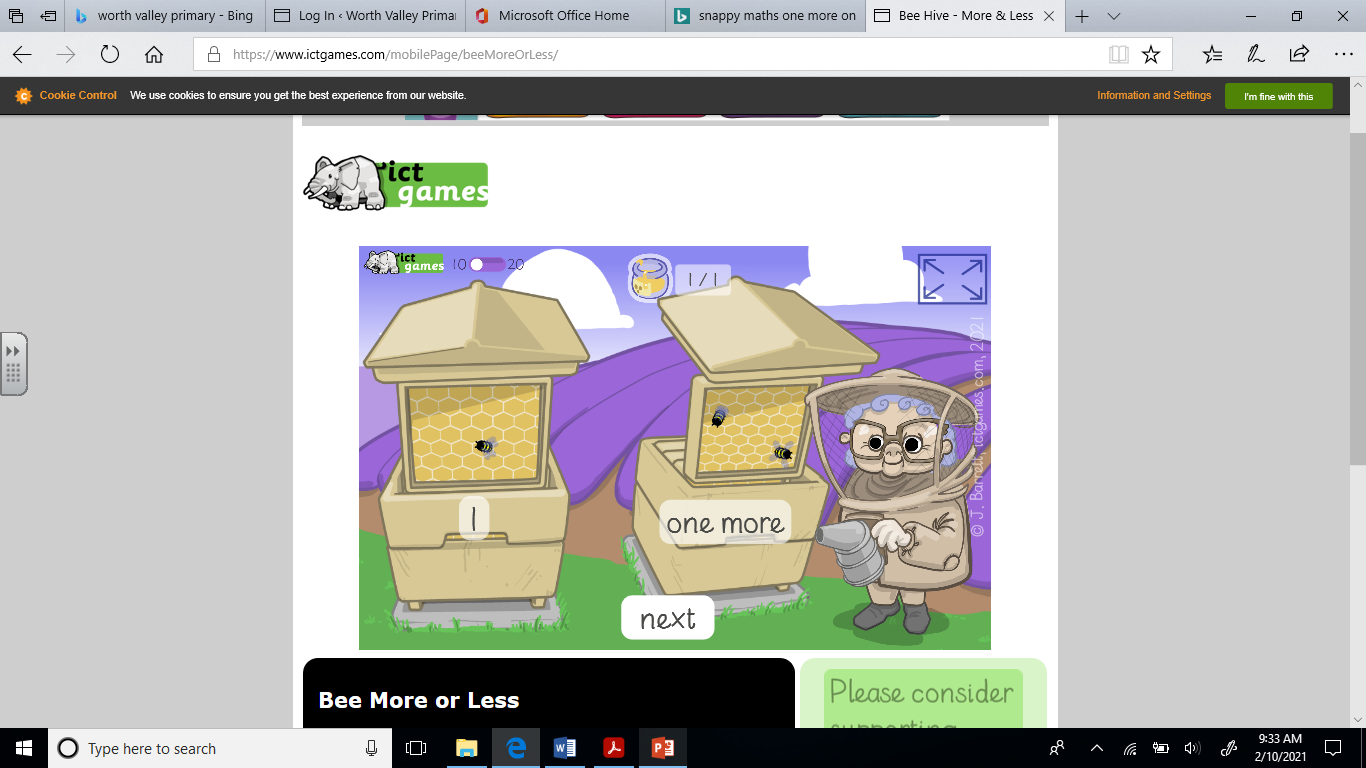 worth valley primary - Bing
Log In ‹ Worth Valley Prima
Microsoft Office Home
snappy maths one more on
Bee Hive - More & Less
https://www.ictgames.com/mobilePage/beeMoreOrLess/
Cookie Control We use cookies to ensure you get the best experience from our website.
Information and Settings
I'm fine with this
ict
games
ict
games
10 20
1/1
© J. Barrett, ictgames.com, 2021
1
one more
next
Bee More or Less
Please consider
supporting
Type here to search
9:33 AM
2/10/2021